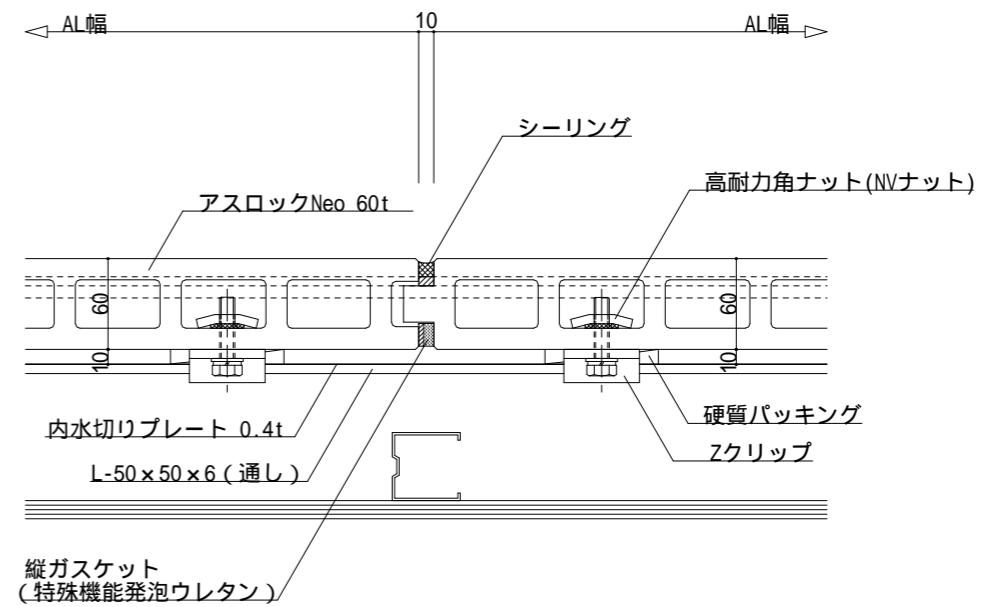 AL幅
10
AL幅
シーリング
高耐力角ナット(NVナット)
アスロックNeo 60t
60
60
10
10
内水切りプレート 0.4t
硬質パッキング
L-50×50×6(通し)
Zクリップ
縦ガスケット
(特殊機能発泡ウレタン)